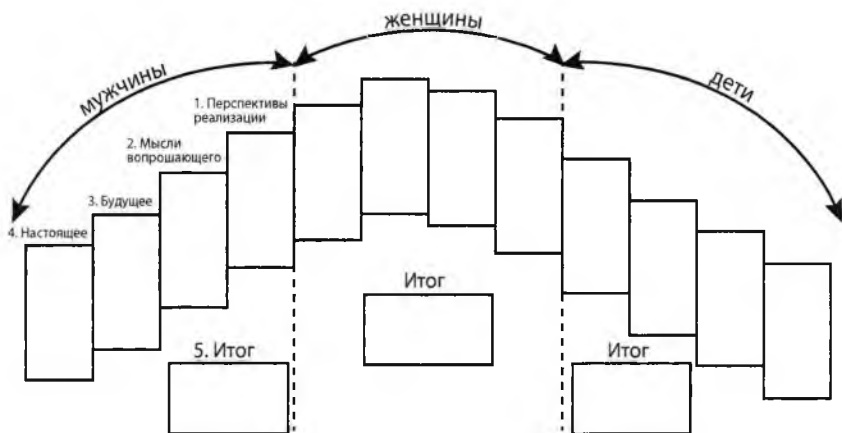 женщины
мужчины
дети
1. Перспективы
реализации
2. Мысли
вопрошающего
3. Будущее
4. Настоящее
Итог
5. Итог
Итог